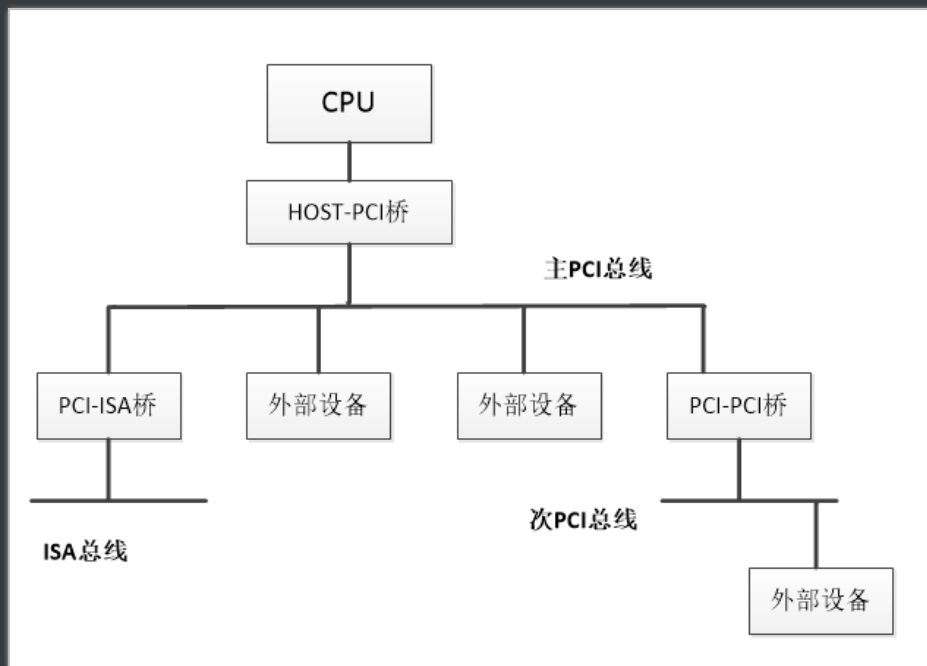 CPU
HOST-PCI桥
主PCI总线
PCI-ISA桥
外部设备
外部设备
PCI-PCI桥
次PCI总线
ISA总线
外部设备